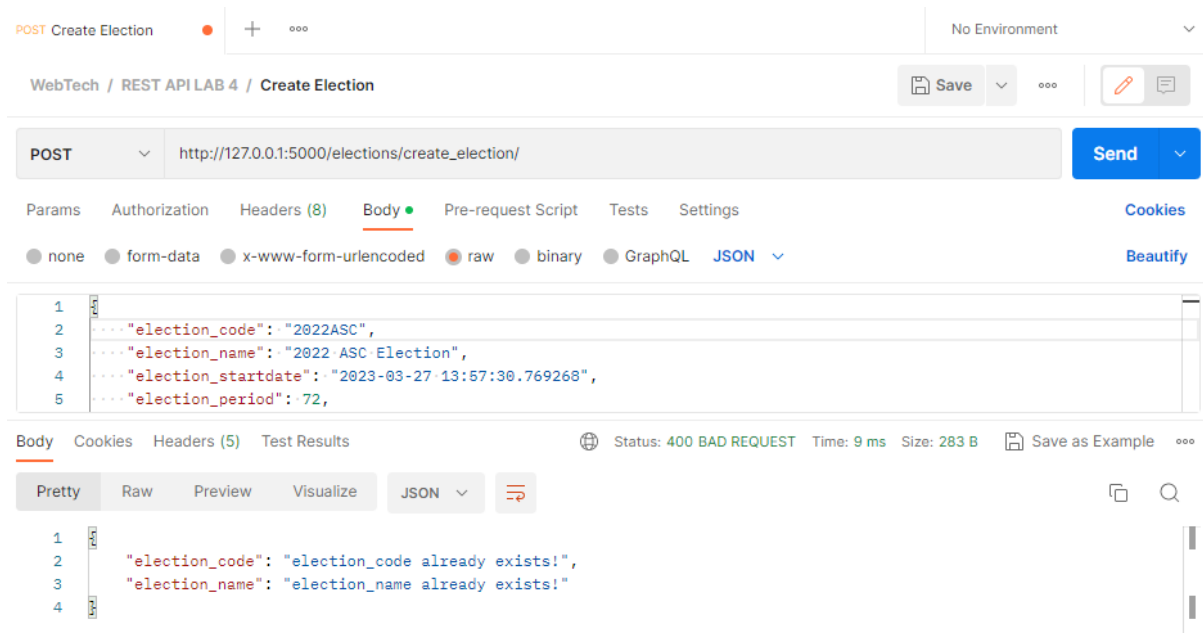 POST Create Election
No Environment
WebTech / REST API LAB 4 / Create Election
Save
POST http://127.0.0.1:5000/elections/create_election/ Send
Params Authorization Headers (8) Body Pre-request Script Tests Settings Cookies
none form-data x-www-form-urlencoded raw binary GraphQL JSON Beautify
1 {
2 "election_code": "2022ASC",
3 "election_name": "2022 ASC Election",
4 "election_startdate": "2023-03-27 13:57:30.769268",
5 "election_period": 72,
Body Cookies Headers (5) Test Results Status: 400 BAD REQUEST Time: 9 ms Size: 283 B Save as Example
Pretty Raw Preview Visualize JSON
1 {
2 "election_code": "election_code already exists!",
3 "election_name": "election_name already exists!"
4 }